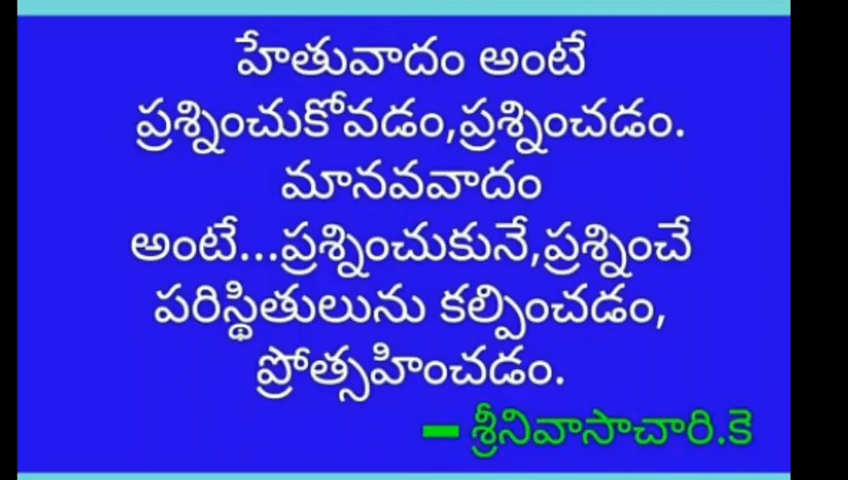 హేతువాదం అంటే
ప్రశ్నించుకోవడం,ప్రశ్నించడం.
మానవవాదం
అంటే...ప్రశ్నించుకునే,ప్రశ్నించే
పరిస్థితులును కల్పించడం,
ప్రోత్సహించడం.
– శ్రీనివాసాచారి.కె